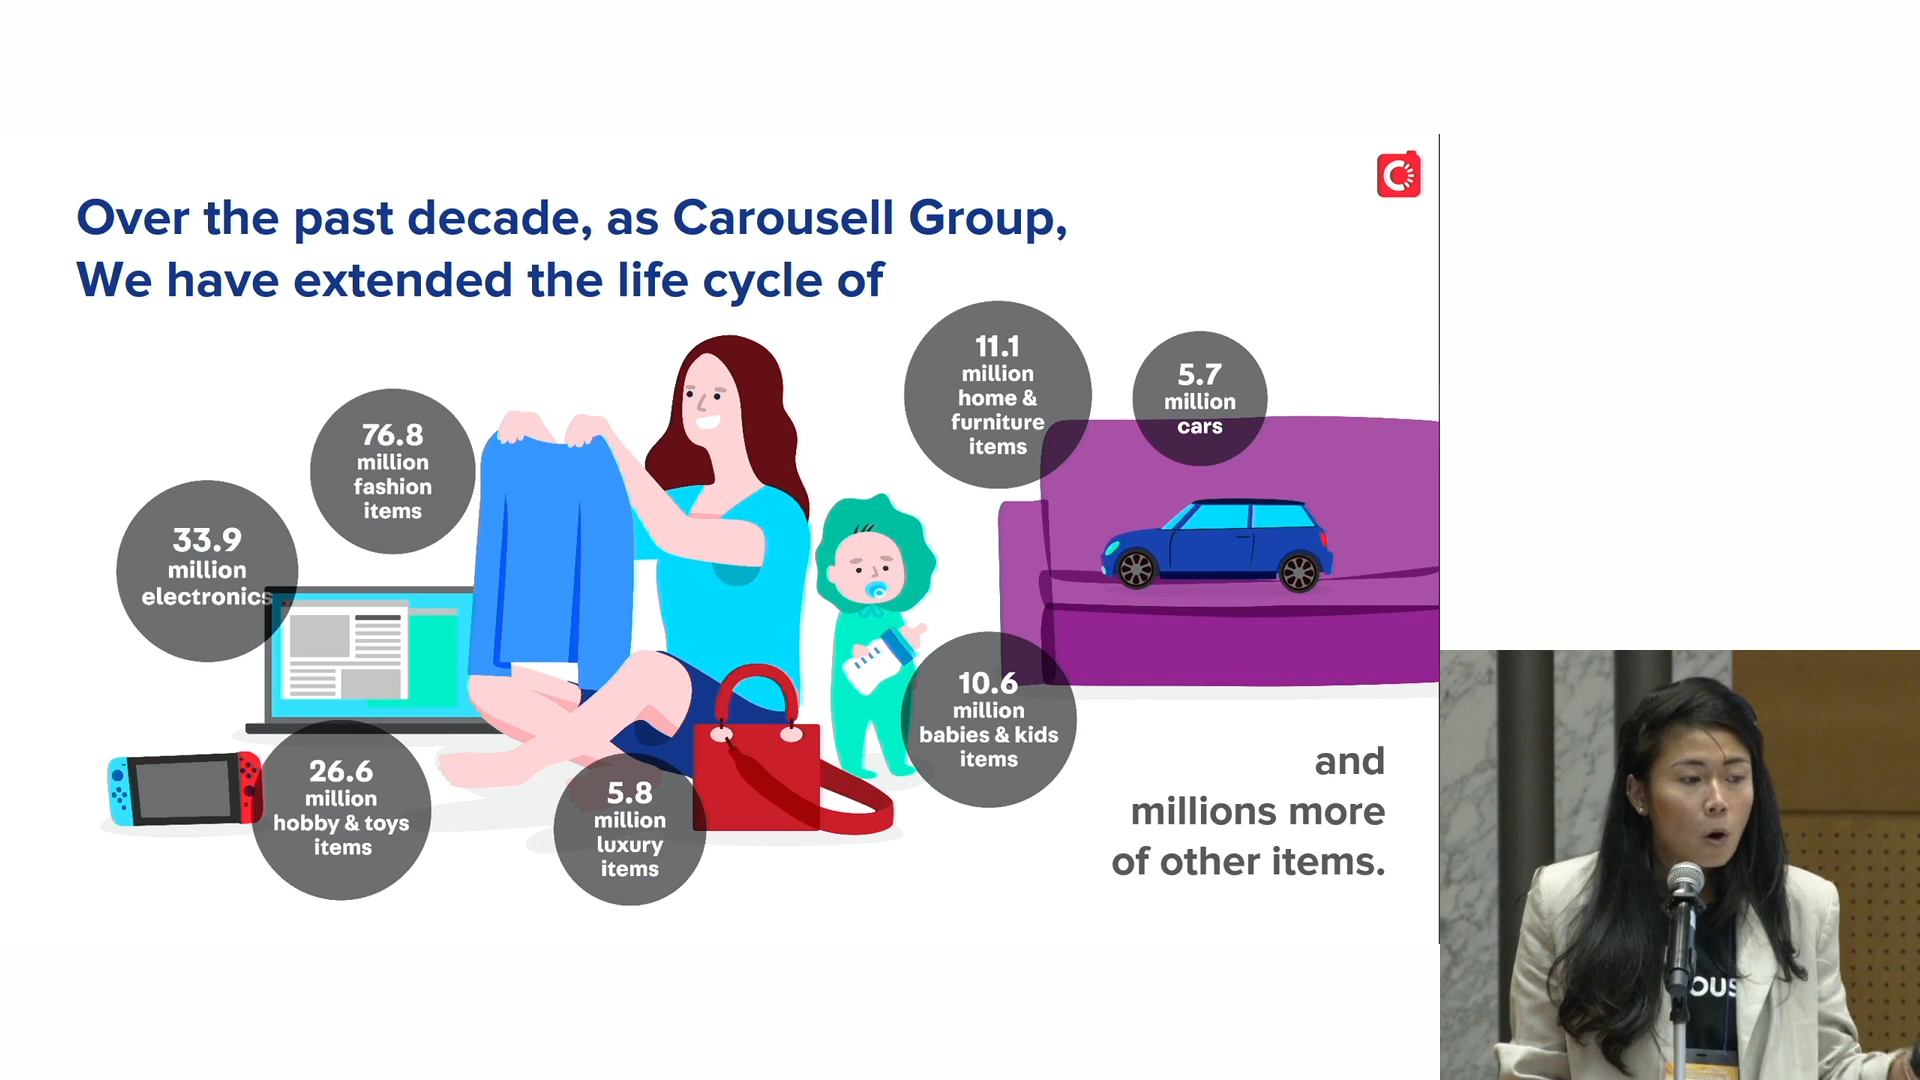 Over the past decade, as Carousell Group,
We have extended the life cycle of
11.1
million
home &
furniture
items
5.7
million
cars
76.8
million
fashion
items
33.9
million
electronics
10.6
million
babies & kids
items
26.6
million
hobby & toys
items
5.8
million
luxury
items
and
millions more
of other items.
OUS